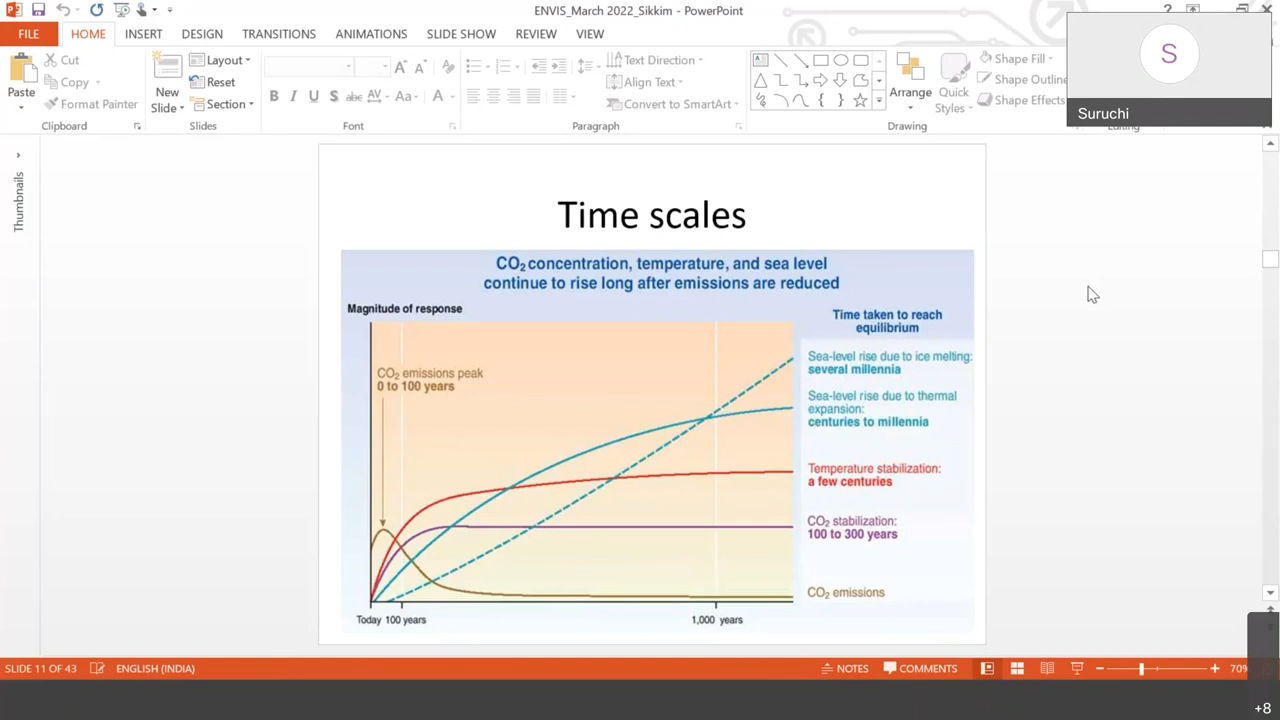 ENVIS_March 2022_Sikkim - PowerPoint
?
FILE HOME INSERT DESIGN TRANSITIONS ANIMATIONS SLIDE SHOW REVIEW VIEW
Paste
Cut
Copy
Format Painter
Clipboard
New
Slide
Layout
Reset
Section
Slides
B I U S abc AV Aa A
Font
Text Direction
Align Text
Convert to SmartArt
Paragraph
Arrange
Quick
Styles
Shape Fill
Shape Outline
Shape Effects
Drawing
Editing
S
Suruchi
Thumbnails
Time scales
CO₂ concentration, temperature, and sea level
continue to rise long after emissions are reduced
Magnitude of response
Time taken to reach
equilibrium
CO₂ emissions peak
0 to 100 years
Sea-level rise due to ice melting:
several millennia
Sea-level rise due to thermal
expansion:
centuries to millennia
Temperature stabilization:
a few centuries
CO₂ stabilization:
100 to 300 years
CO₂ emissions
Today 100 years 1,000 years
SLIDE 11 OF 43 ENGLISH (INDIA) NOTES COMMENTS 70%
+8